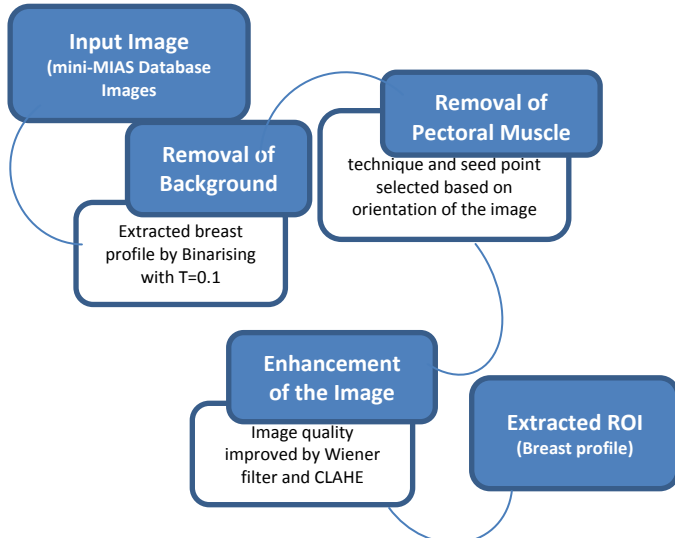 Input Image
(mini-MIAS Database
Images
Removal of
Background
Extracted breast
profile by Binarising
with T=0.1
Removal of
Pectoral Muscle
technique and seed point
selected based on
orientation of the image
Enhancement
of the Image
Image quality
improved by Wiener
filter and CLAHE
Extracted ROI
(Breast profile)